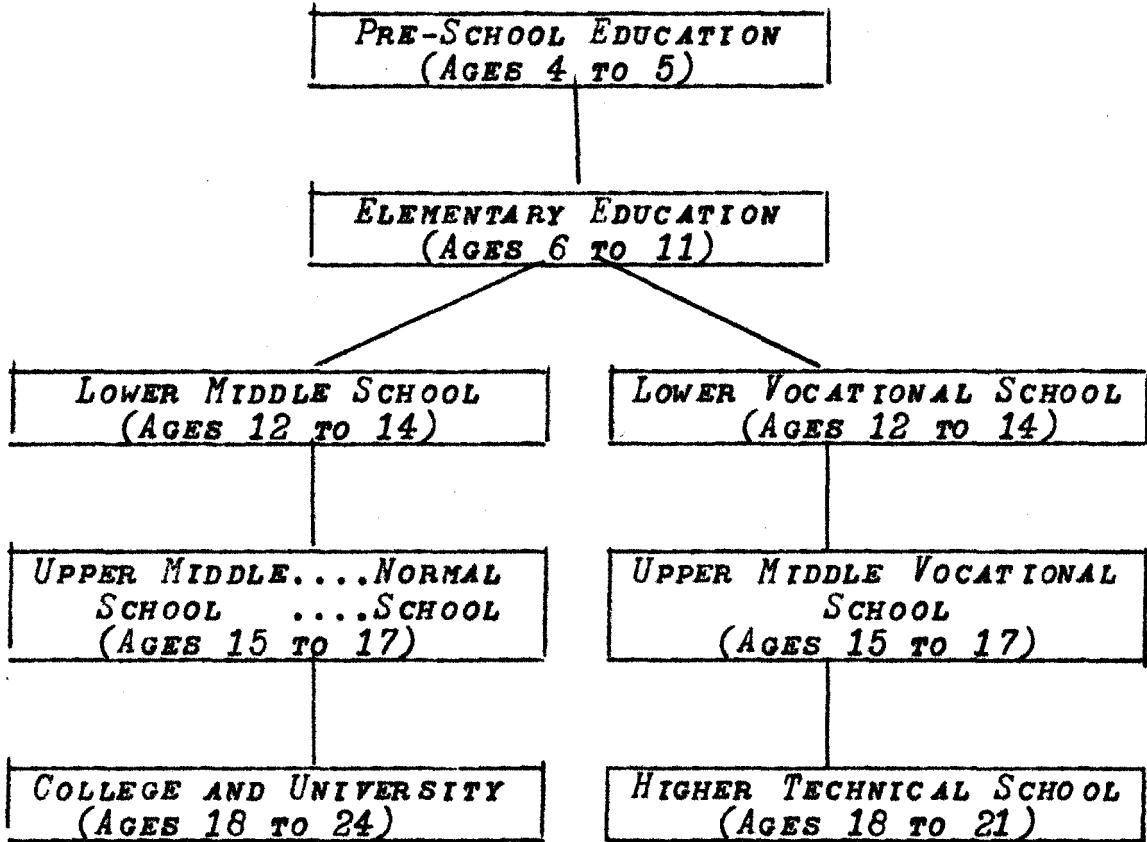 PRE-SCHOOL EDUCATION
(AGES 4 TO 5)
ELEMENTARY EDUCATION
(AGES 6 TO 11)
LOWER MIDDLE SCHOOL
(AGES 12 TO 14)
LOWER VOCATIONAL SCHOOL
(AGES 12 TO 14)
UPPER MIDDLE....NORMAL
SCHOOL ....SCHOOL
(AGES 15 TO 17)
UPPER MIDDLE VOCATIONAL
SCHOOL
(AGES 15 TO 17)
COLLEGE AND UNIVERSITY
(AGES 18 TO 24)
HIGHER TECHNICAL SCHOOL
(AGES 18 TO 21)